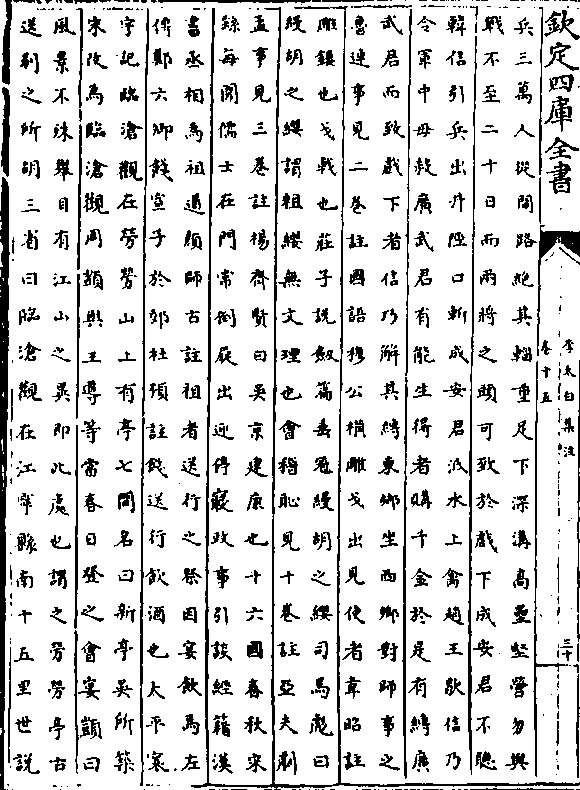 欽定四庫全書
李太白集注
卷十五
三十
兵三萬人從間路絕其輜重足下深溝高壘堅營勿與
戰不至二十日而兩將之頭可致於戲下成安君不聽
韓信引兵出井陘口斬成安君泜水上禽趙王歇信乃
令軍中毋殺廣武君有能生得者購千金於是有縛廣
武君而致戲下者信乃解其縛東鄉坐西鄉對師事之
魯連事見二卷註國語穆公橫雕戈出見使者韋昭註
雕鏤也戈戟也莊子說劍篇垂冠縵胡之纓司馬彪曰
縵胡之纓謂粗纓無文理也會稽恥見十卷註亞夫劇
孟事見三卷註楊齊賢曰吳京建康也十六國春秋宋
繇每聞儒士在門常倒屣出迎停寢政事引談經籍漢
書丞相為祖道顏師古註祖者送行之祭因宴飲焉左
傳鄭六卿餞宣子於郊杜預註餞送行飲酒也太平寰
宇記臨滄觀在勞勞山上有亭七間名曰新亭吳所築
宋改為臨滄觀周顗與王導等當春日登之會宴顗曰
風景不殊舉目有江山之異即此處也謂之勞勞亭古
送別之所胡三省曰臨滄觀在江寧縣南十五里世說